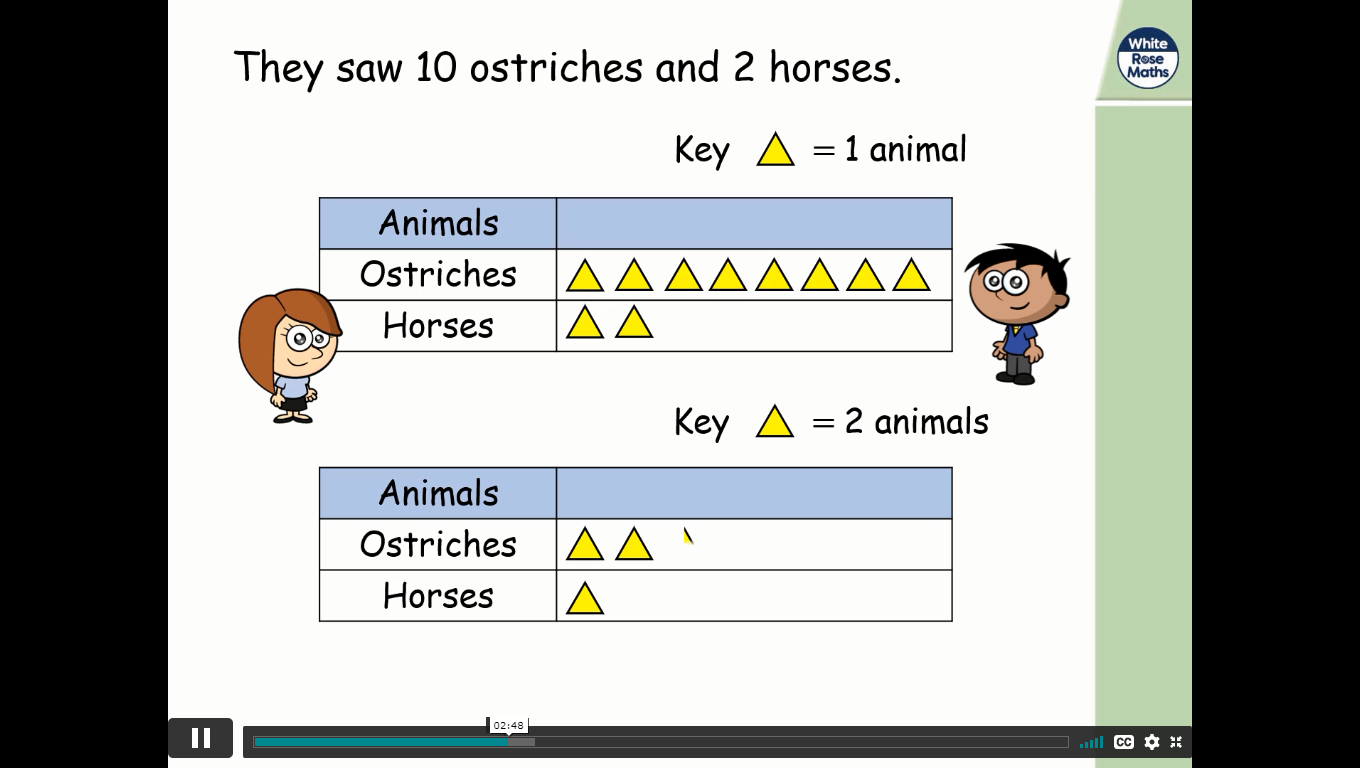 They saw 10 ostriches and 2 horses.
White
Rose
Maths
Key = 1 animal
Animals
Ostriches
Horses
Key = 2 animals
Animals
Ostriches
Horses
02:48
CC